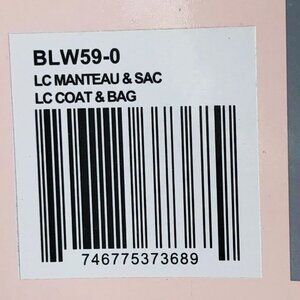 BLW59-0
LC MANTEAU & SAC
LC COAT & BAG
746775373689